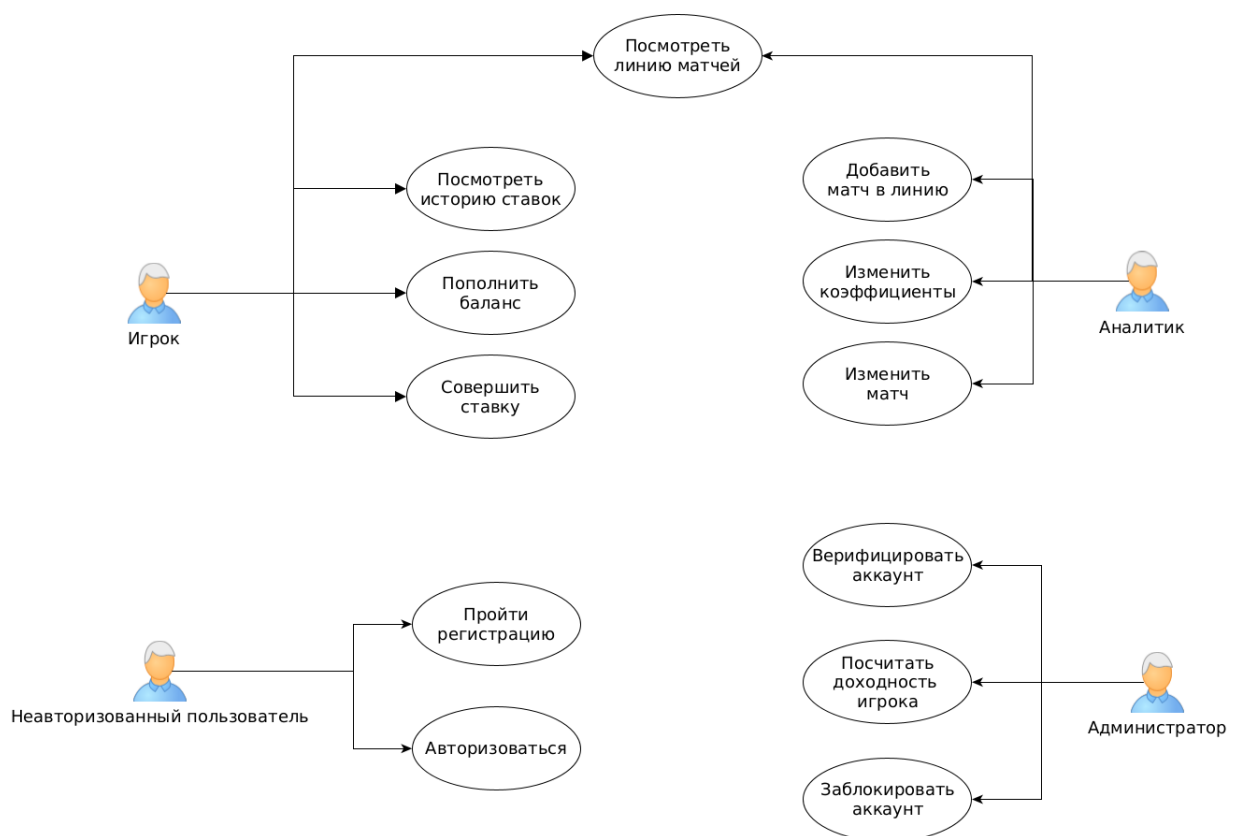 Посмотреть
линию матчей
Посмотреть
историю ставок
Добавить
матч в линию
Пополнить
баланс
Изменить
коэффициенты
Игрок
Аналитик
Совершить
ставку
Изменить
матч
Верифицировать
аккаунт
Пройти
регистрацию
Посчитать
доходность
игрока
Неавторизованный пользователь
Администратор
Авторизоваться
Заблокировать
аккаунт